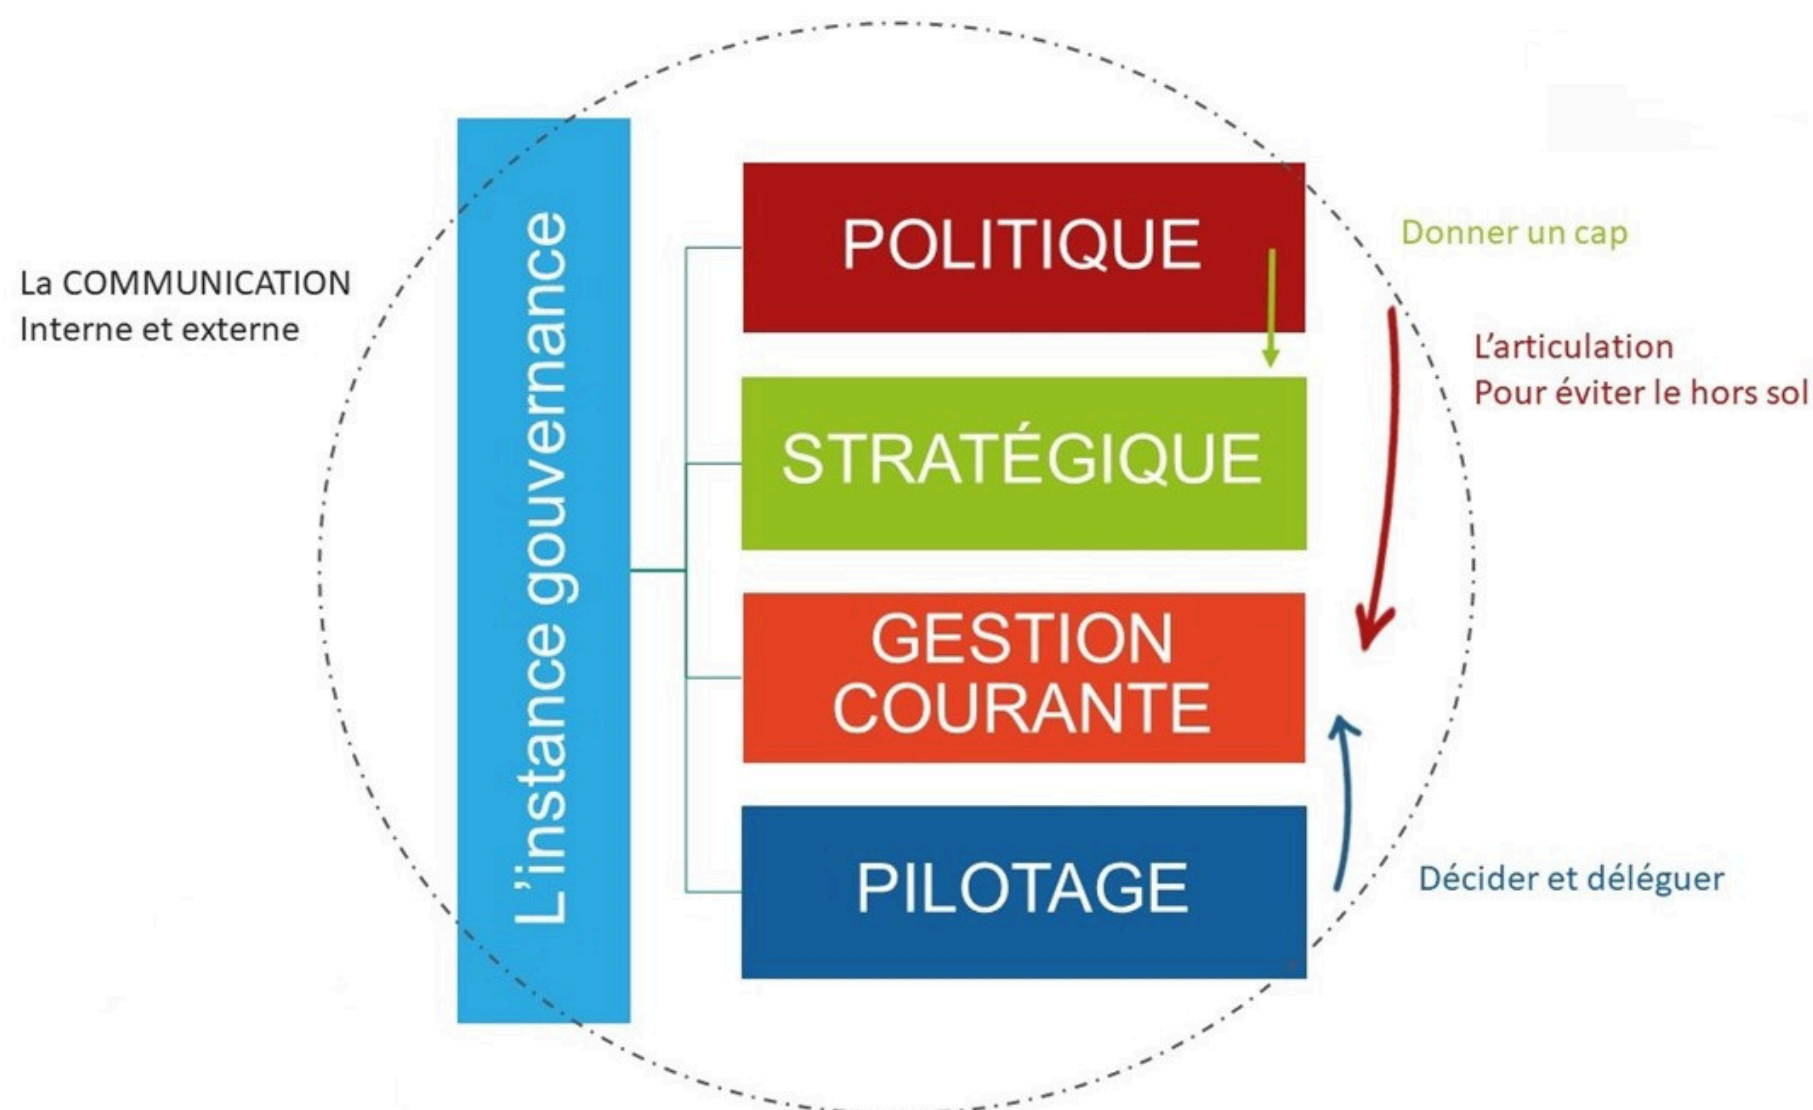 La COMMUNICATION
Interne et externe
L'instance gouvernance
POLITIQUE
STRATÉGIQUE
GESTION
COURANTE
PILOTAGE
Donner un cap
L'articulation
Pour éviter le hors sol
Décider et déléguer